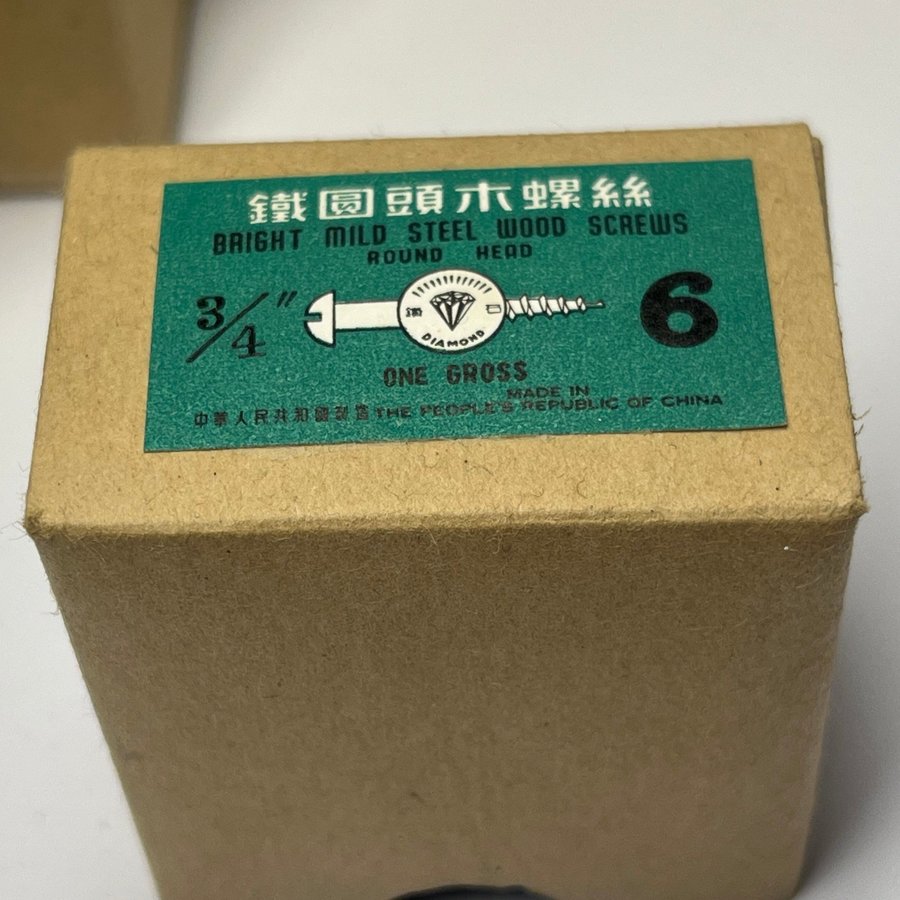 鐵圓頭木螺絲
BRIGHT MILD STEEL WOOD SCREWS
ROUND HEAD
3/4"
DIAMOND
6
ONE GROSS
MADE IN
中華人民共和國製造 THE PEOPLE'S REPUBLIC OF CHINA